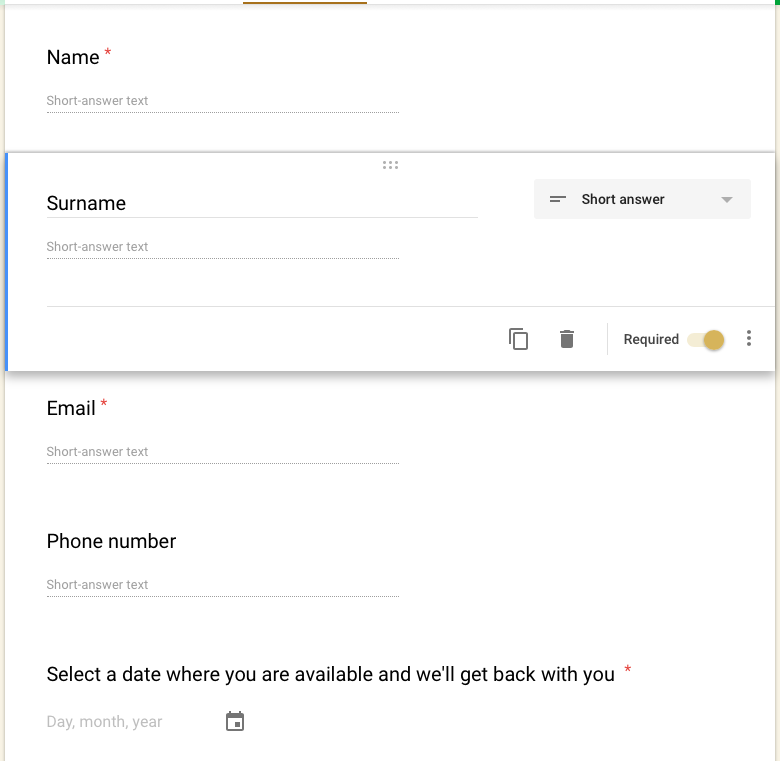 Name *
Short-answer text
Surname
Short answer
Short-answer text
Required
Email *
Short-answer text
Phone number
Short-answer text
Select a date where you are available and we'll get back with you *
Day, month, year